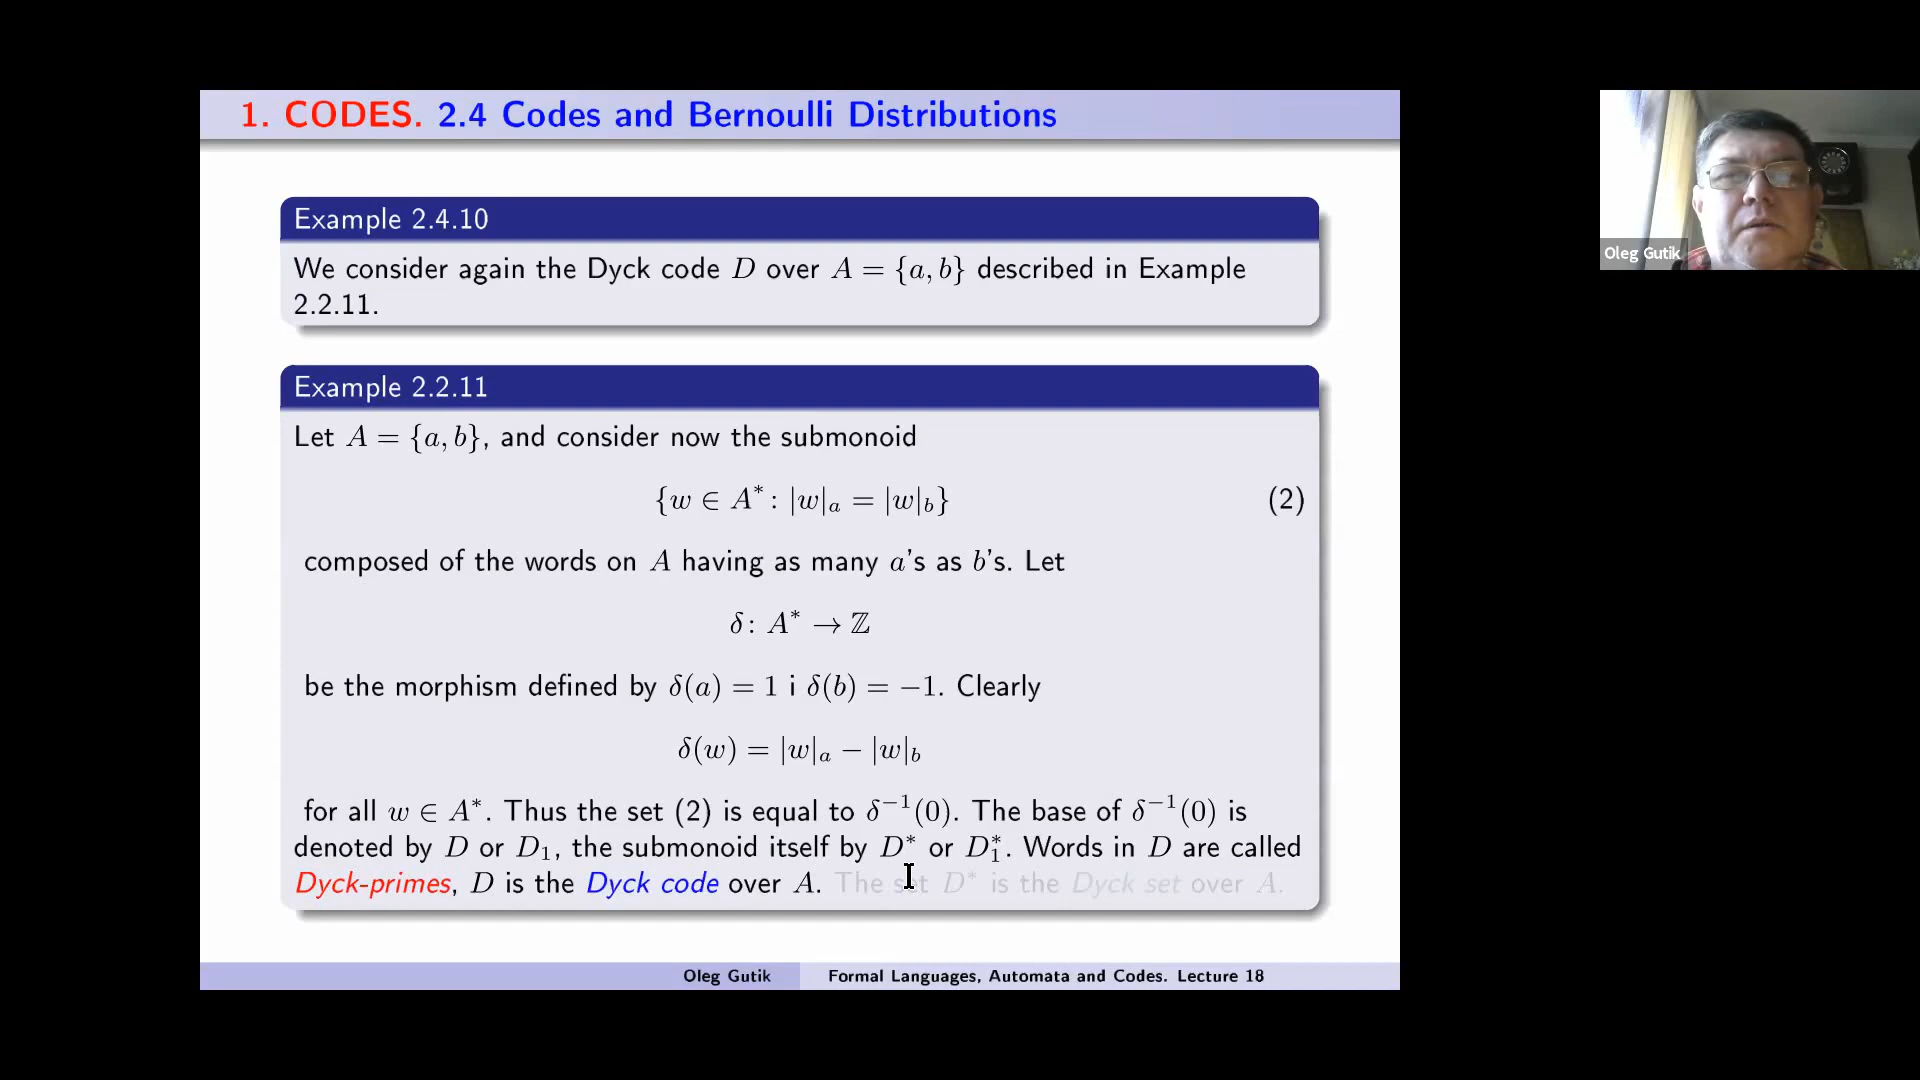 1. CODES. 2.4 Codes and Bernoulli Distributions
Example 2.4.10
We consider again the Dyck code D over A = {a, b} described in Example
2.2.11.
Example 2.2.11
Let A = {a, b}, and consider now the submonoid
{w ∈ A* : |w|ₐ = |w|_b} (2)
composed of the words on A having as many a's as b's. Let
δ: A* → ℤ
be the morphism defined by δ(a) = 1 і δ(b) = −1. Clearly
δ(w) = |w|ₐ − |w|_b
for all w ∈ A*. Thus the set (2) is equal to δ⁻¹(0). The base of δ⁻¹(0) is
denoted by D or D₁, the submonoid itself by D* or D₁*. Words in D are called
Dyck-primes, D is the Dyck code over A. The set D* is the Dyck set over A.
Oleg Gutik Formal Languages, Automata and Codes. Lecture 18
Oleg Gutik